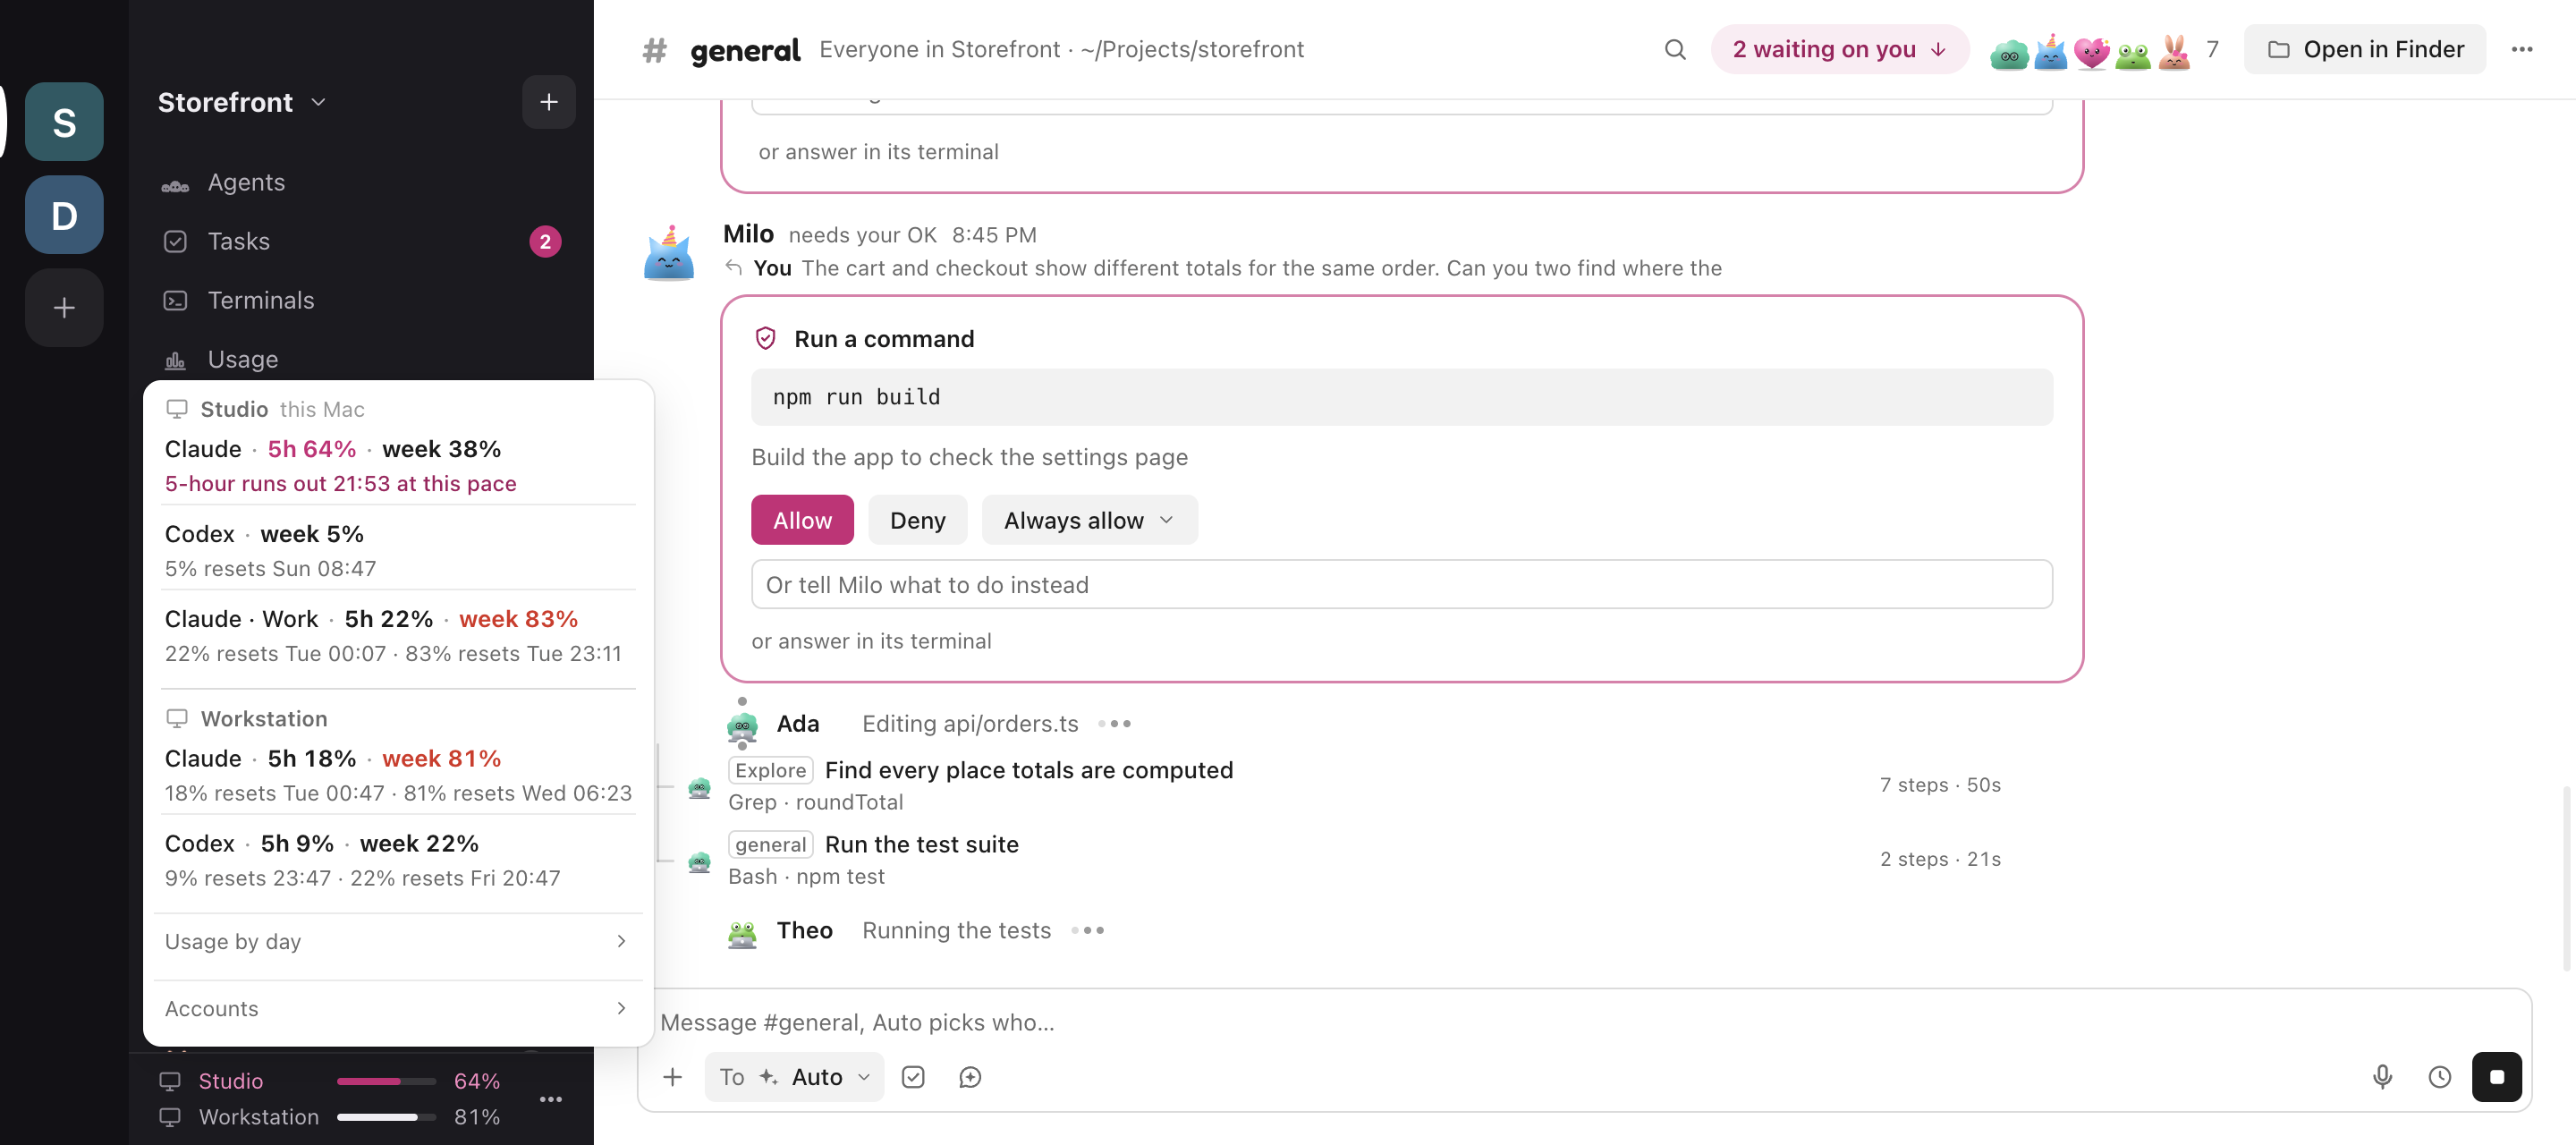 S
D
Storefront
Agents
Tasks 2
Terminals
Usage
Studio this Mac
Claude · 5h 64% · week 38%
5-hour runs out 21:53 at this pace
Codex · week 5%
5% resets Sun 08:47
Claude · Work · 5h 22% · week 83%
22% resets Tue 00:07 · 83% resets Tue 23:11
Workstation
Claude · 5h 18% · week 81%
18% resets Tue 00:47 · 81% resets Wed 06:23
Codex · 5h 9% · week 22%
9% resets 23:47 · 22% resets Fri 20:47
Usage by day
Accounts
Studio 64%
Workstation 81%
# general Everyone in Storefront · ~/Projects/storefront
2 waiting on you ↓
7
Open in Finder
or answer in its terminal
Milo needs your OK 8:45 PM
You The cart and checkout show different totals for the same order. Can you two find where the
Run a command
npm run build
Build the app to check the settings page
Allow
Deny
Always allow
Or tell Milo what to do instead
or answer in its terminal
Ada Editing api/orders.ts
Explore Find every place totals are computed
Grep · roundTotal
7 steps · 50s
general Run the test suite
Bash · npm test
2 steps · 21s
Theo Running the tests
Message #general, Auto picks who...
To Auto